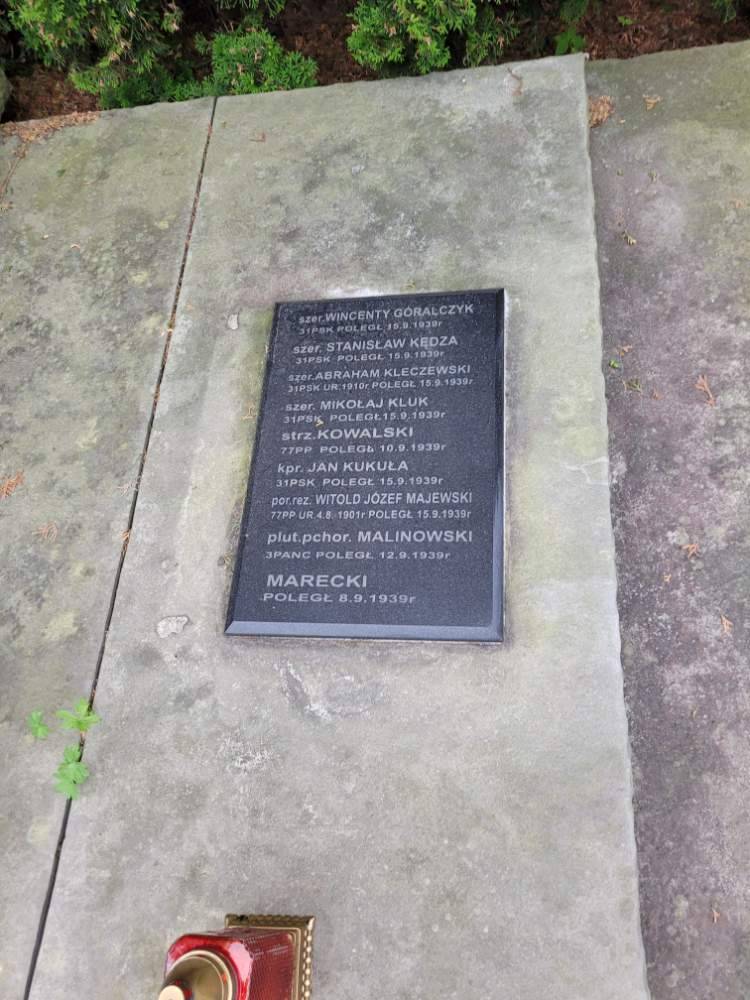 szer.WINCENTY GÓRALCZYK
31PSK POLEGŁ 15.9.1939r
szer. STANISŁAW KĘDZA
31PSK POLEGŁ 15.9.1939r
szer.ABRAHAM KLECZEWSKI
31PSK UR.1910r POLEGŁ 15.9.1939r
szer. MIKOŁAJ KLUK
31PSK POLEGŁ 15.9.1939r
strz.KOWALSKI
77PP POLEGŁ 10.9.1939r
kpr. JAN KUKUŁA
31PSK POLEGŁ 15.9.1939r
por.rez. WITOLD JÓZEF MAJEWSKI
77PP UR.4.8. 1901r POLEGŁ 15.9.1939r
plut.pchor. MALINOWSKI
3PANC POLEGŁ 12.9.1939r
MARECKI
POLEGŁ 8.9.1939r